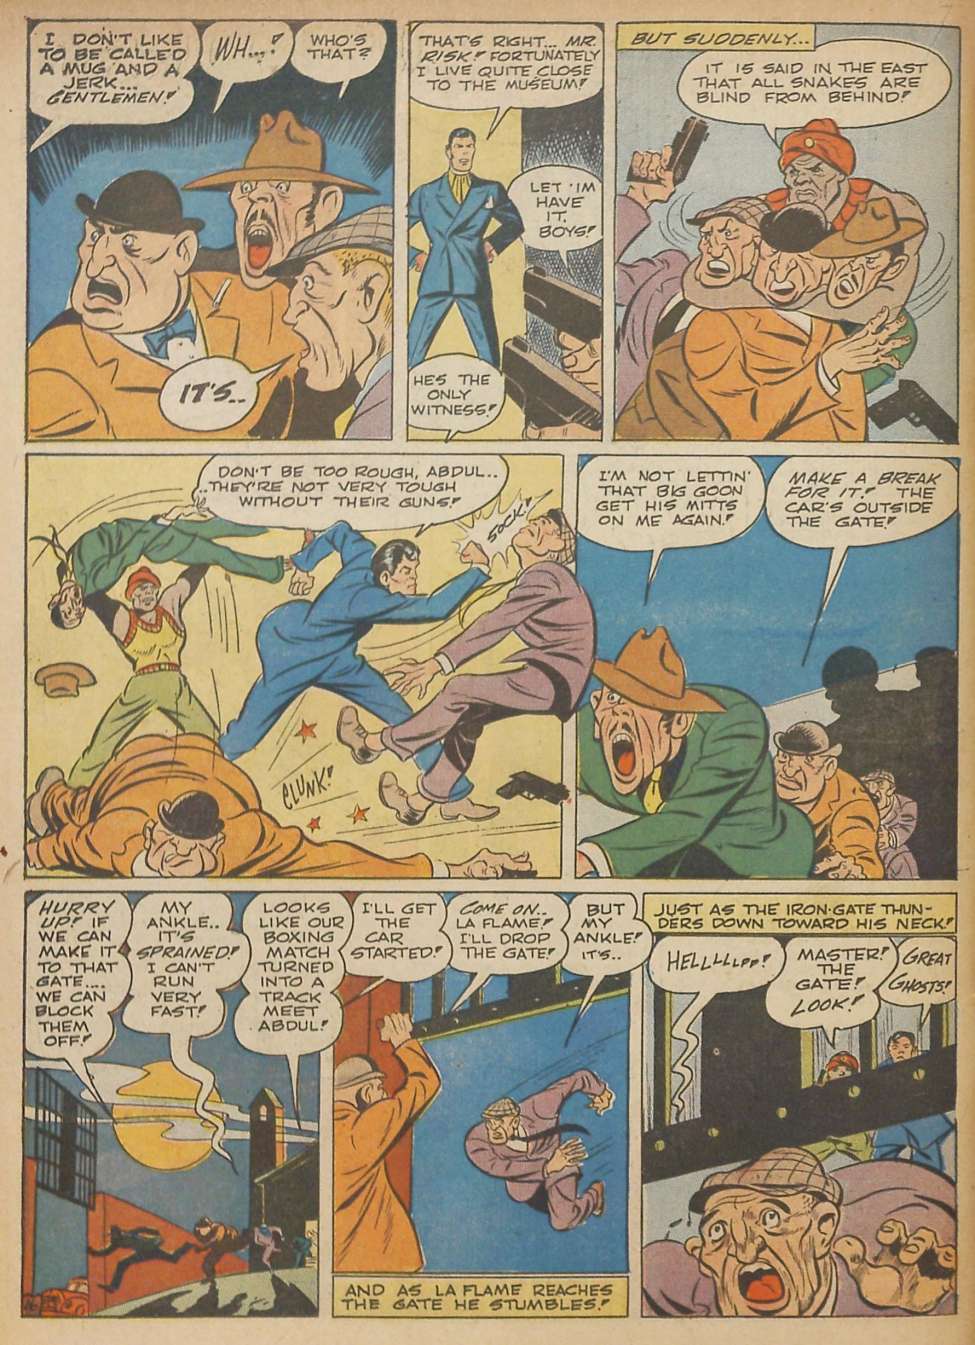 I DON'T LIKE
TO BE CALLED
A MUG AND A
JERK...
GENTLEMEN!
WH...!
WHO'S
THAT?
IT'S..
THAT'S RIGHT... MR.
RISK! FORTUNATELY
I LIVE QUITE CLOSE
TO THE MUSEUM!
LET 'IM
HAVE
IT,
BOYS!
HES THE
ONLY
WITNESS!
BUT SUDDENLY...
IT IS SAID IN THE EAST
THAT ALL SNAKES ARE
BLIND FROM BEHIND!
DON'T BE TOO ROUGH, ABDUL..
..THEY'RE NOT VERY TOUGH
WITHOUT THEIR GUNS!
SOCK!
CLUNK!
I'M NOT LETTIN'
THAT BIG GOON
GET HIS MITTS
ON ME AGAIN!
MAKE A BREAK
FOR IT! THE
CAR'S OUTSIDE
THE GATE!
HURRY
UP! IF
WE CAN
MAKE IT
TO THAT
GATE....
WE CAN
BLOCK
THEM
OFF!
MY
ANKLE..
IT'S
SPRAINED!
I CAN'T
RUN
VERY
FAST!
LOOKS
LIKE OUR
BOXING
MATCH
TURNED
INTO A
TRACK
MEET
ABDUL!
16
I'LL GET
THE
CAR
STARTED!
COME ON..
LA FLAME!
I'LL DROP
THE GATE!
BUT
MY
ANKLE!
IT'S..
AND AS LA FLAME REACHES
THE GATE HE STUMBLES!
JUST AS THE IRON-GATE THUN-
DERS DOWN TOWARD HIS NECK!
HELLLLLPP!
MASTER!
THE
GATE!
LOOK!
GREAT
GHOSTS!